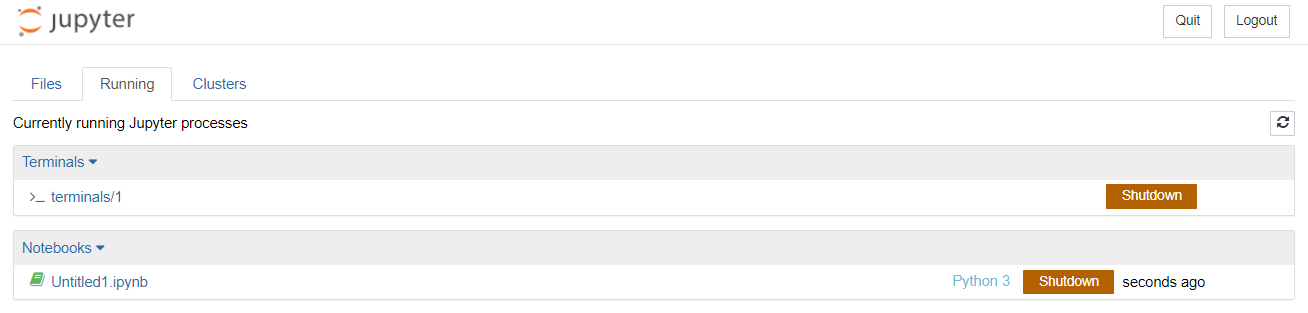 jupyter Quit Logout
Files Running Clusters
Currently running Jupyter processes
Terminals
terminals/1 Shutdown
Notebooks
Untitled1.ipynb Python 3 Shutdown seconds ago